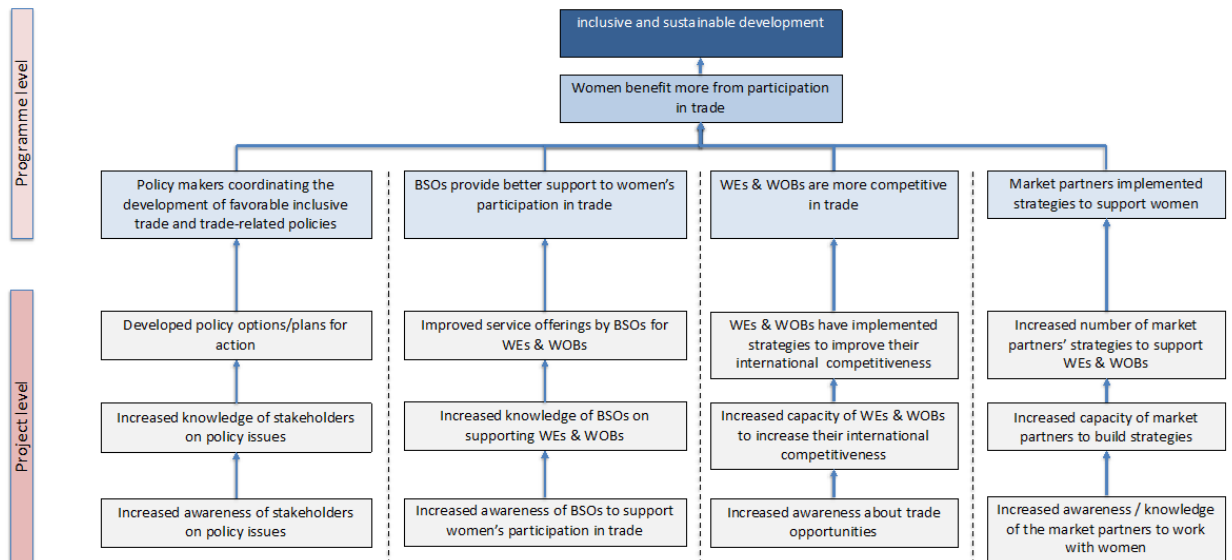 Programme level
inclusive and sustainable development
Women benefit more from participation
in trade
Policy makers coordinating the
development of favorable inclusive
trade and trade-related policies
BSOs provide better support to women's
participation in trade
WEs & WOBs are more competitive
in trade
Market partners implemented
strategies to support women
Project level
Developed policy options/plans for
action
Improved service offerings by BSOs for
WEs & WOBs
WEs & WOBs have implemented
strategies to improve their
international competitiveness
Increased number of market
partners' strategies to support
WEs & WOBs
Increased knowledge of stakeholders
on policy issues
Increased knowledge of BSOs on
supporting WEs & WOBs
Increased capacity of WEs & WOBs
to increase their international
competitiveness
Increased capacity of market
partners to build strategies
Increased awareness of stakeholders
on policy issues
Increased awareness of BSOs to support
women's participation in trade
Increased awareness about trade
opportunities
Increased awareness / knowledge
of the market partners to work
with women